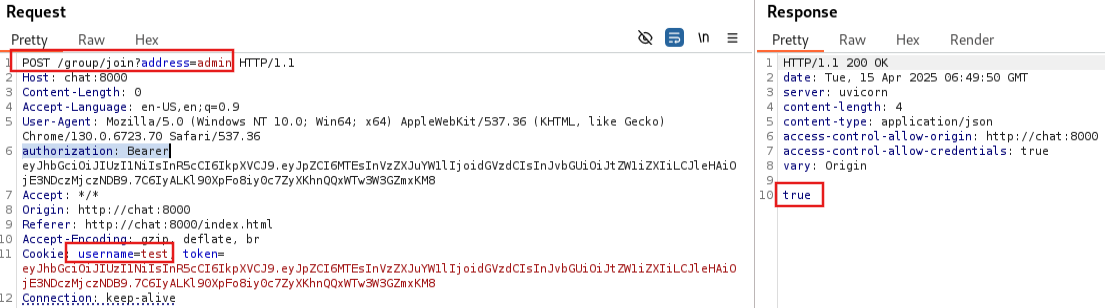 Request
Response
Pretty Raw Hex
\n
Pretty Raw Hex Render
1 POST /group/join?address=admin HTTP/1.1
2 Host: chat:8000
3 Content-Length: 0
4 Accept-Language: en-US,en;q=0.9
5 User-Agent: Mozilla/5.0 (Windows NT 10.0; Win64; x64) AppleWebKit/537.36 (KHTML, like Gecko)
Chrome/130.0.6723.70 Safari/537.36
6 authorization: Bearer
eyJhbGciOiJIUzI1NiIsInR5cCI6IkpXVCJ9.eyJpZCI6MTEsInVzZXJuYW1lIjoidGVzdCIsInJvbGUiOiJtZW1iZXIiLCJleHAiO
jE3NDczMjczNDB9.7C6IyALKl90XpFo8iy0c7ZyXKhnQQxWTw3W3GZmxKM8
7 Accept: */*
8 Origin: http://chat:8000
9 Referer: http://chat:8000/index.html
10 Accept-Encoding: gzip, deflate, br
11 Cookie: username=test; token=
eyJhbGciOiJIUzI1NiIsInR5cCI6IkpXVCJ9.eyJpZCI6MTEsInVzZXJuYW1lIjoidGVzdCIsInJvbGUiOiJtZW1iZXIiLCJleHAiO
jE3NDczMjczNDB9.7C6IyALKl90XpFo8iy0c7ZyXKhnQQxWTw3W3GZmxKM8
12 Connection: keep-alive
1 HTTP/1.1 200 OK
2 date: Tue, 15 Apr 2025 06:49:50 GMT
3 server: uvicorn
4 content-length: 4
5 content-type: application/json
6 access-control-allow-origin: http://chat:8000
7 access-control-allow-credentials: true
8 vary: Origin
9
10 true